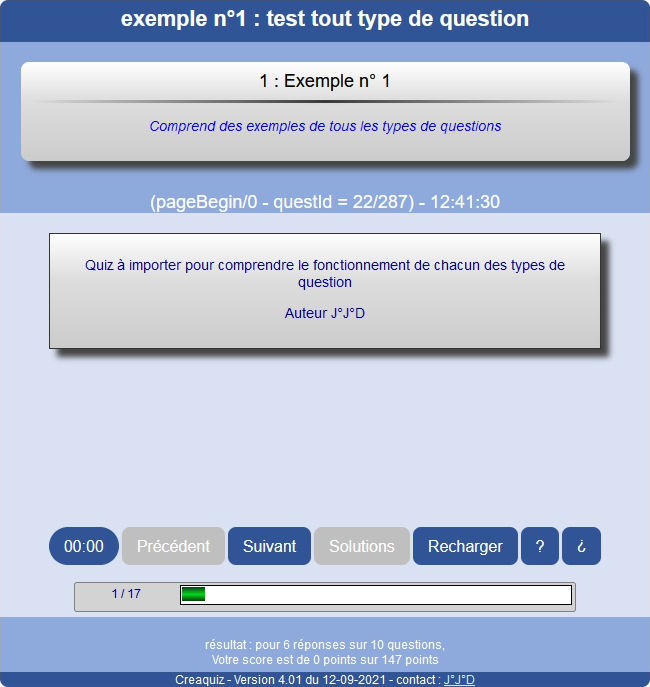 exemple n°1 : test tout type de question
1 : Exemple n° 1
Comprend des exemples de tous les types de questions
(pageBegin/0 - questId = 22/287) - 12:41:30
Quiz à importer pour comprendre le fonctionnement de chacun des types de
question
Auteur J°J°D
00:00 Précédent Suivant Solutions Recharger ? ¿
1 / 17
résultat : pour 6 réponses sur 10 questions,
Votre score est de 0 points sur 147 points
Creaquiz - Version 4.01 du 12-09-2021 - contact : J°J°D